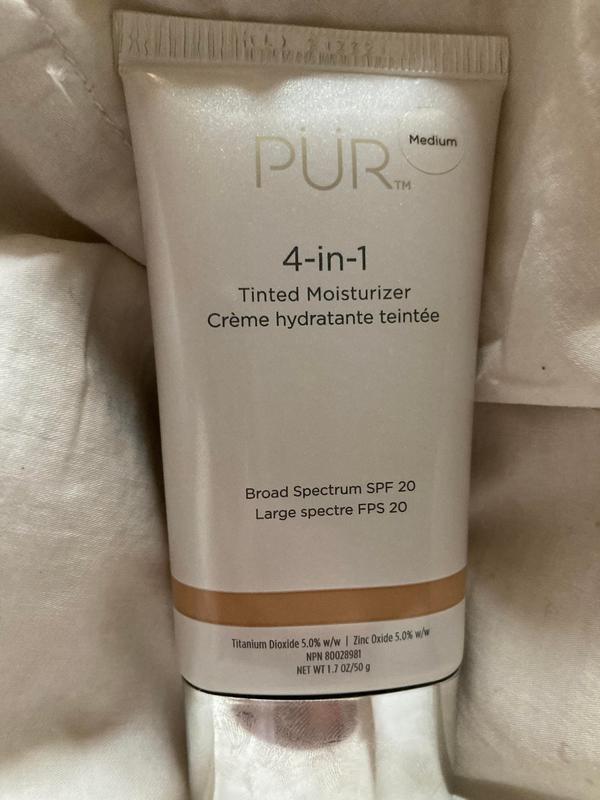 PÜR™
Medium
4-in-1
Tinted Moisturizer
Crème hydratante teintée
Broad Spectrum SPF 20
Large spectre FPS 20
Titanium Dioxide 5.0% w/w | Zinc Oxide 5.0% w/w
NPN 80028981
NET WT 1.7 OZ/50 g